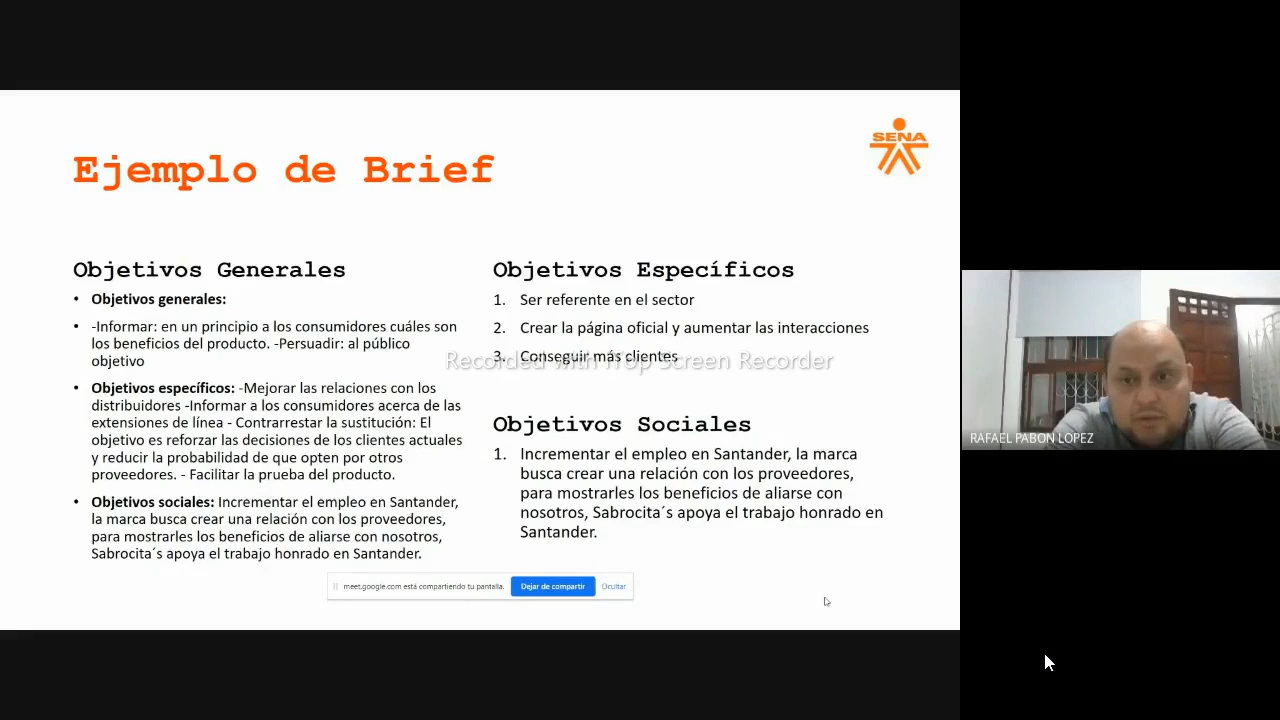 SENA
Ejemplo de Brief
Objetivos Generales
• Objetivos generales:
• -Informar: en un principio a los consumidores cuáles son
los beneficios del producto. -Persuadir: al público
objetivo
• Objetivos específicos: -Mejorar las relaciones con los
distribuidores -Informar a los consumidores acerca de las
extensiones de línea - Contrarrestar la sustitución: El
objetivo es reforzar las decisiones de los clientes actuales
y reducir la probabilidad de que opten por otros
proveedores. - Facilitar la prueba del producto.
• Objetivos sociales: Incrementar el empleo en Santander,
la marca busca crear una relación con los proveedores,
para mostrarles los beneficios de aliarse con nosotros,
Sabrocita´s apoya el trabajo honrado en Santander.
Objetivos Específicos
1. Ser referente en el sector
2. Crear la página oficial y aumentar las interacciones
3. Conseguir más clientes
Recorded with iTop Screen Recorder
Objetivos Sociales
1. Incrementar el empleo en Santander, la marca
busca crear una relación con los proveedores,
para mostrarles los beneficios de aliarse con
nosotros, Sabrocita´s apoya el trabajo honrado en
Santander.
meet.google.com está compartiendo tu pantalla. Dejar de compartir Ocultar
RAFAEL PABON LOPEZ